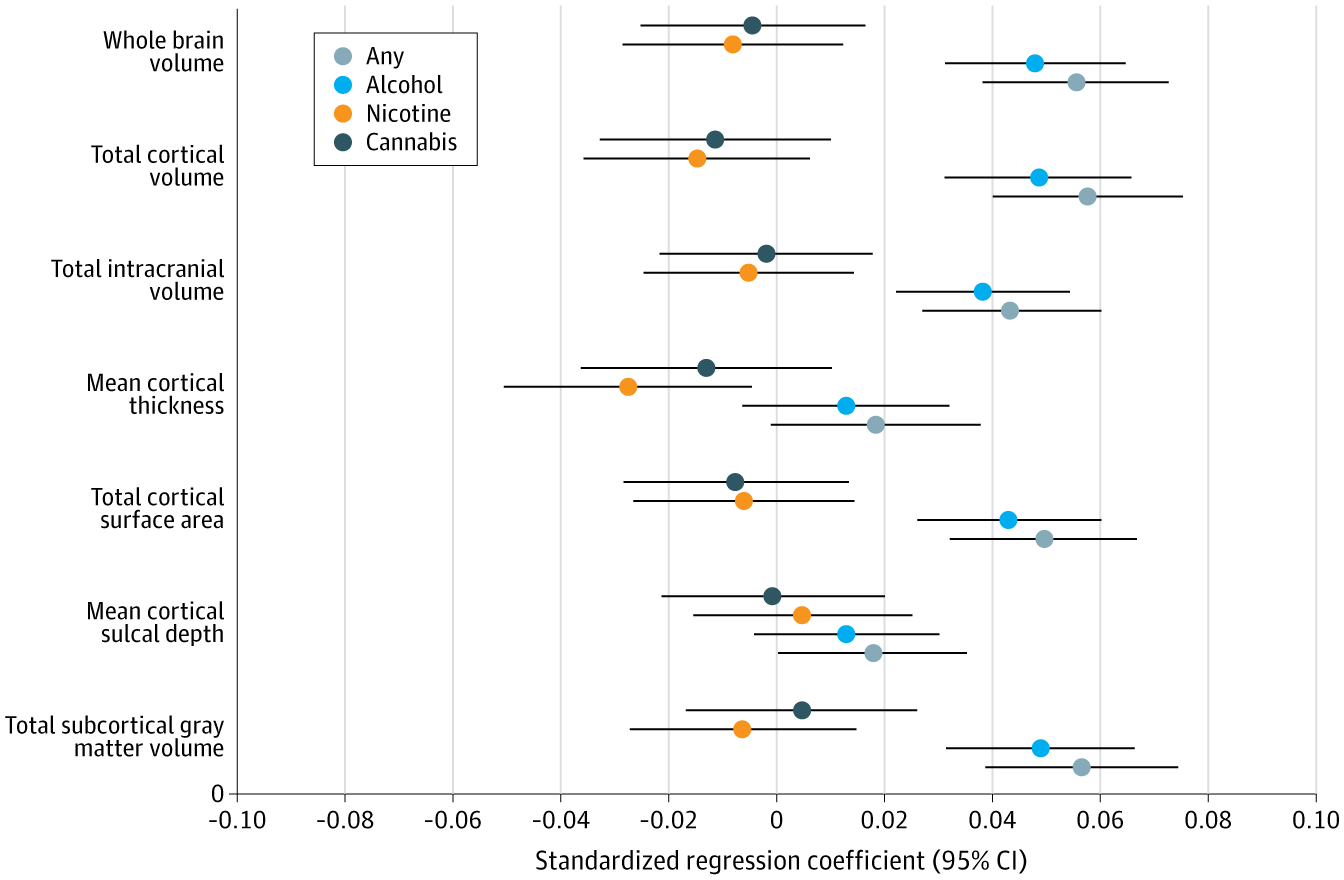 Whole brain
volume
Any
Alcohol
Nicotine
Cannabis
Total cortical
volume
Total intracranial
volume
Mean cortical
thickness
Total cortical
surface area
Mean cortical
sulcal depth
Total subcortical gray
matter volume
0
-0.10 -0.08 -0.06 -0.04 -0.02 0 0.02 0.04 0.06 0.08 0.10
Standardized regression coefficient (95% CI)